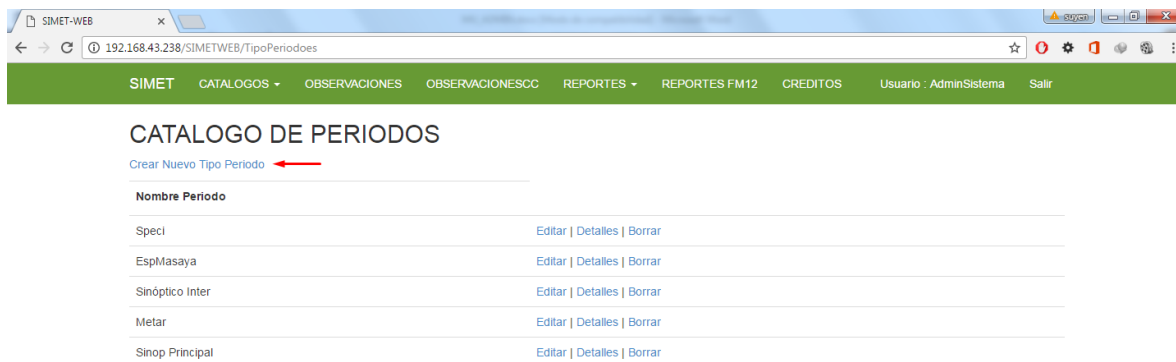 SIMET-WEB
suyen
192.168.43.238/SIMETWEB/TipoPeriodoes
SIMET CATALOGOS OBSERVACIONES OBSERVACIONESCC REPORTES REPORTES FM12 CREDITOS Usuario : AdminSistema Salir
CATALOGO DE PERIODOS
Crear Nuevo Tipo Periodo
Nombre Periodo
Speci Editar | Detalles | Borrar
EspMasaya Editar | Detalles | Borrar
Sinóptico Inter Editar | Detalles | Borrar
Metar Editar | Detalles | Borrar
Sinop Principal Editar | Detalles | Borrar